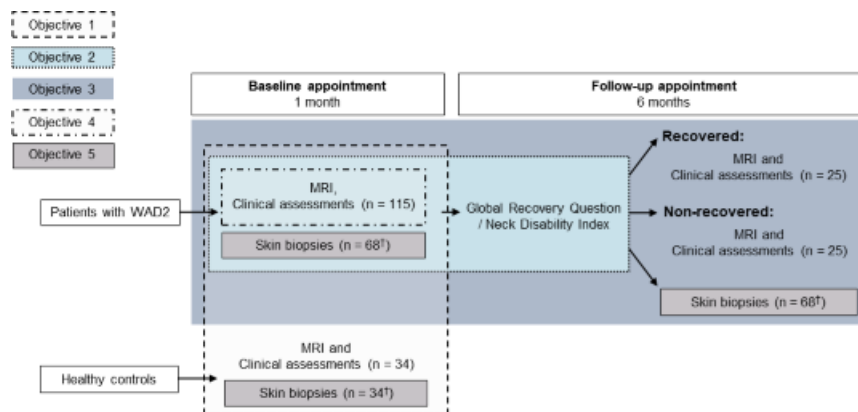 Objective 1
Objective 2
Objective 3
Objective 4
Objective 5
Baseline appointment
1 month
Follow-up appointment
6 months
Patients with WAD2
MRI,
Clinical assessments (n = 115)
Skin biopsies (n = 68†)
Global Recovery Question
/ Neck Disability Index
Recovered:
MRI and
Clinical assessments (n = 25)
Non-recovered:
MRI and
Clinical assessments (n = 25)
Skin biopsies (n = 68†)
Healthy controls
MRI and
Clinical assessments (n = 34)
Skin biopsies (n = 34†)